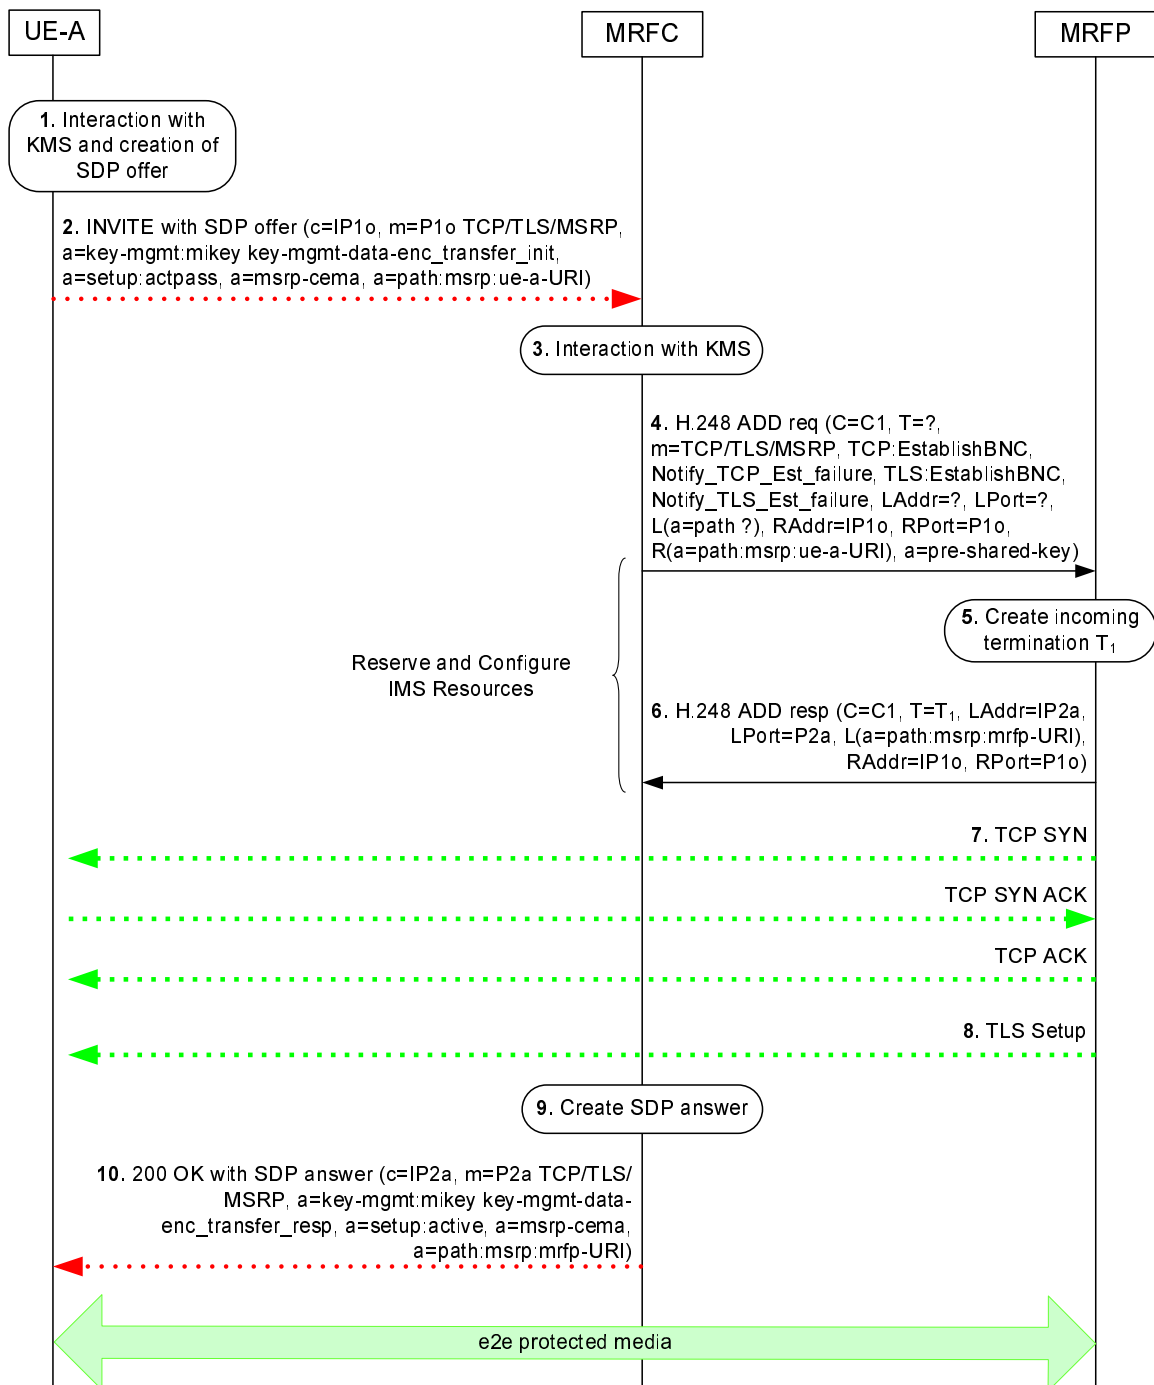 UE-A
MRFC
MRFP
1. Interaction with
KMS and creation of
SDP offer
2. INVITE with SDP offer (c=IP1o, m=P1o TCP/TLS/MSRP,
a=key-mgmt:mikey key-mgmt-data-enc_transfer_init,
a=setup:actpass, a=msrp-cema, a=path:msrp:ue-a-URI)
3. Interaction with KMS
4. H.248 ADD req (C=C1, T=?,
m=TCP/TLS/MSRP, TCP:EstablishBNC,
Notify_TCP_Est_failure, TLS:EstablishBNC,
Notify_TLS_Est_failure, LAddr=?, LPort=?,
L(a=path ?), RAddr=IP1o, RPort=P1o,
R(a=path:msrp:ue-a-URI), a=pre-shared-key)
5. Create incoming
termination T1
Reserve and Configure
IMS Resources
6. H.248 ADD resp (C=C1, T=T1, LAddr=IP2a,
LPort=P2a, L(a=path:msrp:mrfp-URI),
RAddr=IP1o, RPort=P1o)
7. TCP SYN
TCP SYN ACK
TCP ACK
8. TLS Setup
9. Create SDP answer
10. 200 OK with SDP answer (c=IP2a, m=P2a TCP/TLS/
MSRP, a=key-mgmt:mikey key-mgmt-data-
enc_transfer_resp, a=setup:active, a=msrp-cema,
a=path:msrp:mrfp-URI)
e2e protected media